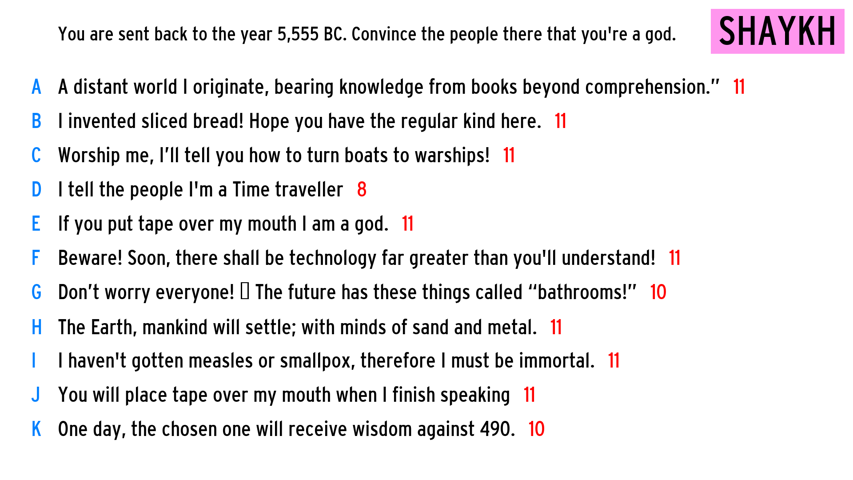 You are sent back to the year 5,555 BC. Convince the people there that you're a god.
SHAYKH
A A distant world I originate, bearing knowledge from books beyond comprehension.” 11
B I invented sliced bread! Hope you have the regular kind here. 11
C Worship me, I’ll tell you how to turn boats to warships! 11
D I tell the people I'm a Time traveller 8
E If you put tape over my mouth I am a god. 11
F Beware! Soon, there shall be technology far greater than you'll understand! 11
G Don’t worry everyone! The future has these things called “bathrooms!” 10
H The Earth, mankind will settle; with minds of sand and metal. 11
I I haven't gotten measles or smallpox, therefore I must be immortal. 11
J You will place tape over my mouth when I finish speaking 11
K One day, the chosen one will receive wisdom against 490. 10